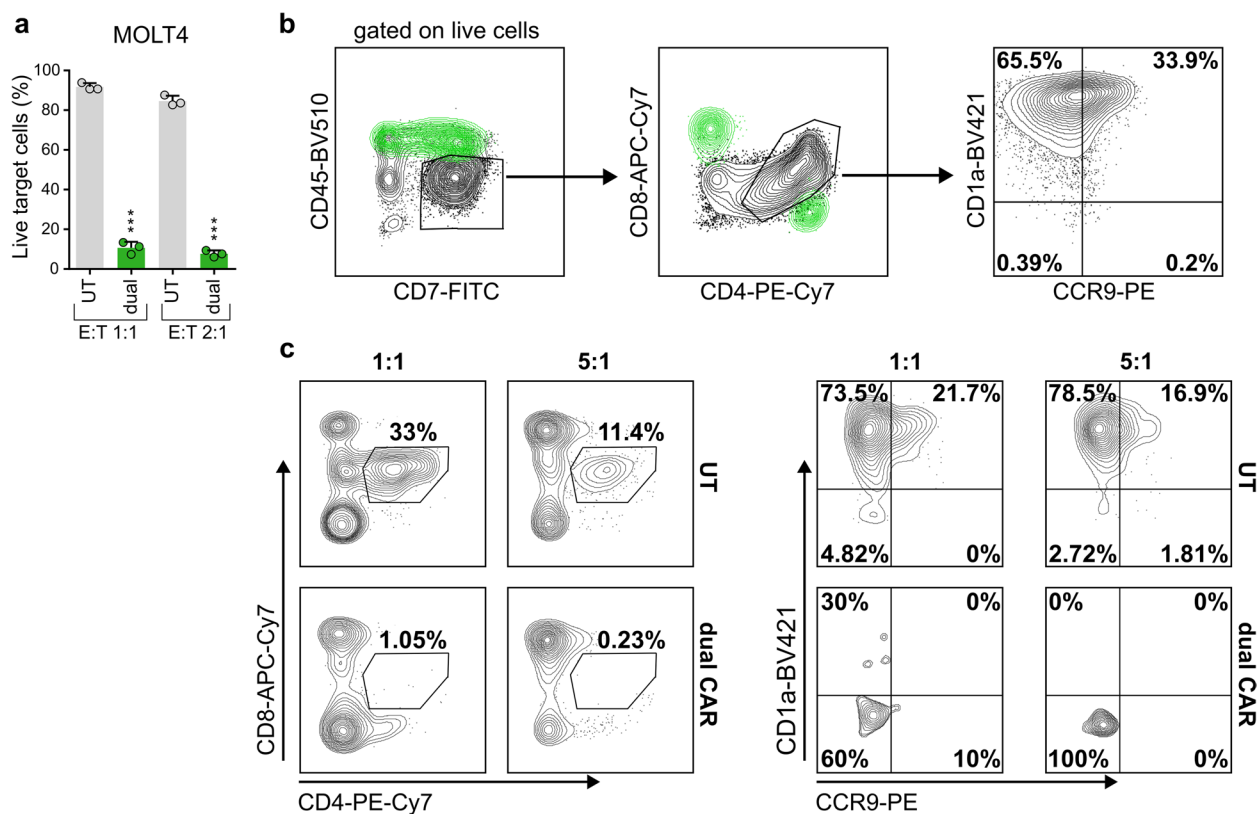 a
MOLT4
Live target cells (%)
100
80
60
40
20
0
***
***
UT
dual
UT
dual
E:T 1:1
E:T 2:1
b
gated on live cells
CD45-BV510
CD7-FITC
CD8-APC-Cy7
CD4-PE-Cy7
65.5%
33.9%
CD1a-BV421
0.39%
0.2%
CCR9-PE
c
1:1
5:1
33%
11.4%
UT
1.05%
0.23%
dual CAR
CD8-APC-Cy7
CD4-PE-Cy7
1:1
5:1
73.5%
21.7%
78.5%
16.9%
4.82%
0%
2.72%
1.81%
UT
30%
0%
0%
0%
60%
10%
100%
0%
dual CAR
CD1a-BV421
CCR9-PE